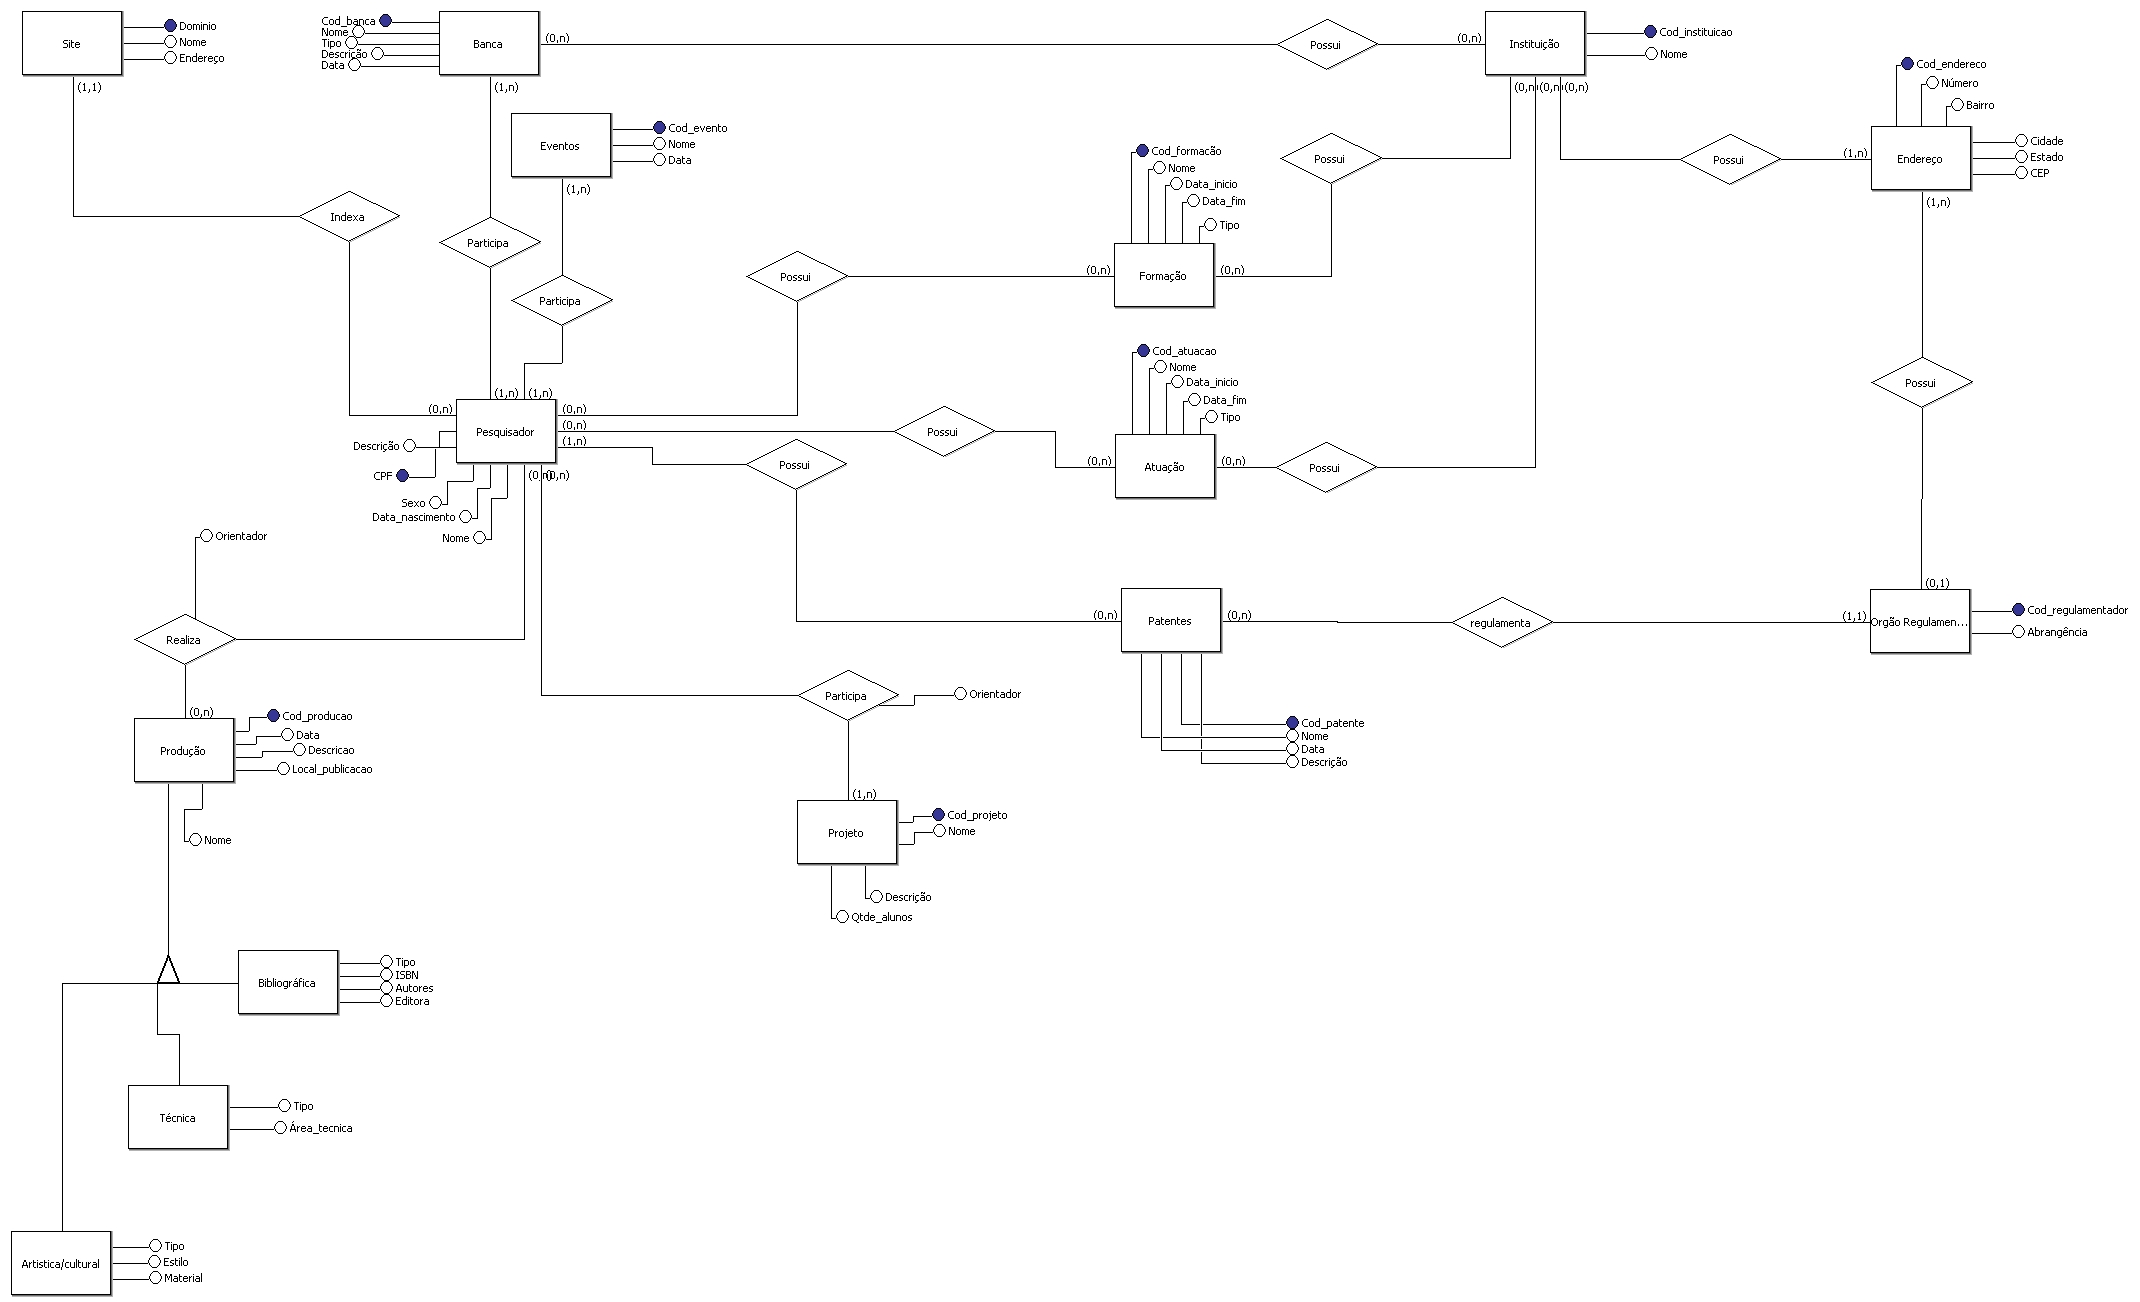 Site
Dominio
Nome
Endereço
(1,1)
Cod_banca
Nome
Tipo
Descrição
Data
Banca
(0,n)
(1,n)
Possui
(0,n)
Instituição
Cod_instituicao
Nome
(0,n)
(0,n)
(0,n)
Cod_endereco
Número
Bairro
Endereço
Cidade
Estado
CEP
(1,n)
(1,n)
Possui
Eventos
Cod_evento
Nome
Data
(1,n)
Indexa
Participa
Participa
Possui
Cod_formacão
Nome
Data_inicio
Data_fim
Tipo
(0,n)
Formação
(0,n)
Possui
Possui
Cod_atuacao
Nome
Data_inicio
Data_fim
Tipo
(0,n)
Atuação
(0,n)
Possui
Possui
(1,n)
(1,n)
(0,n)
Pesquisador
(0,n)
(0,n)
(1,n)
(0,n)
(0,n)
Descrição
CPF
Sexo
Data_nascimento
Nome
Possui
Possui
Orientador
Realiza
(0,n)
Patentes
(0,n)
regulamenta
(1,1)
(0,1)
Orgão Regulamen...
Cod_regulamentador
Abrangência
Cod_patente
Nome
Data
Descrição
(0,n)
Produção
Cod_producao
Data
Descricao
Local_publicacao
Nome
Participa
Orientador
(1,n)
Projeto
Cod_projeto
Nome
Descrição
Qtde_alunos
Bibliográfica
Tipo
ISBN
Autores
Editora
Técnica
Tipo
Área_tecnica
Artistica/cultural
Tipo
Estilo
Material